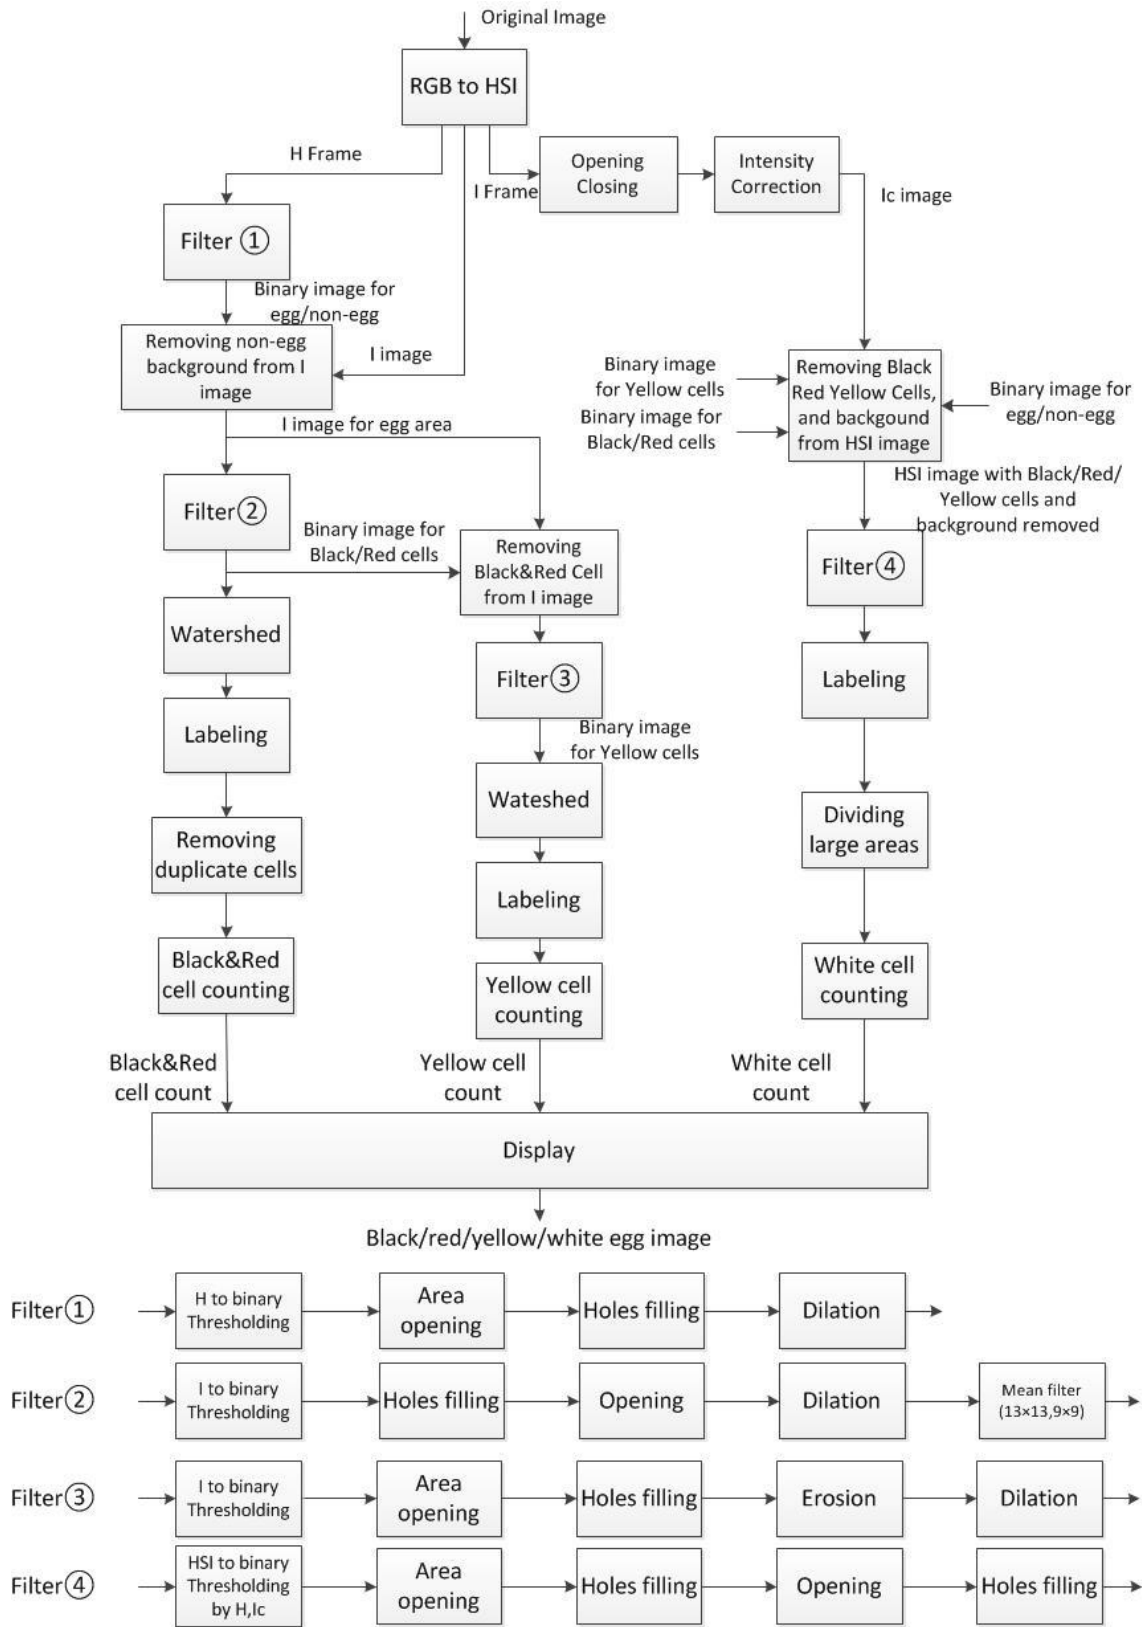 Original Image
RGB to HSI
H Frame
I Frame
Opening
Closing
Intensity
Correction
Ic image
Filter ①
Binary image for
egg/non-egg
Removing non-egg
background from I
image
I image
Binary image
for Yellow cells
Binary image for
Black/Red cells
Removing Black
Red Yellow Cells,
and backgound
from HSI image
Binary image for
egg/non-egg
I image for egg area
HSI image with Black/Red/
Yellow cells and
background removed
Filter②
Binary image for
Black/Red cells
Removing
Black&Red Cell
from I image
Filter④
Watershed
Filter③
Labeling
Labeling
Binary image
for Yellow cells
Wateshed
Removing
duplicate cells
Dividing
large areas
Labeling
Black&Red
cell counting
Yellow cell
counting
White cell
counting
Black&Red
cell count
Yellow cell
count
White cell
count
Display
Black/red/yellow/white egg image
Filter①
H to binary
Thresholding
Area
opening
Holes filling
Dilation
Filter②
I to binary
Thresholding
Holes filling
Opening
Dilation
Mean filter
(13×13,9×9)
Filter③
I to binary
Thresholding
Area
opening
Holes filling
Erosion
Dilation
Filter④
HSI to binary
Thresholding
by H,Ic
Area
opening
Holes filling
Opening
Holes filling